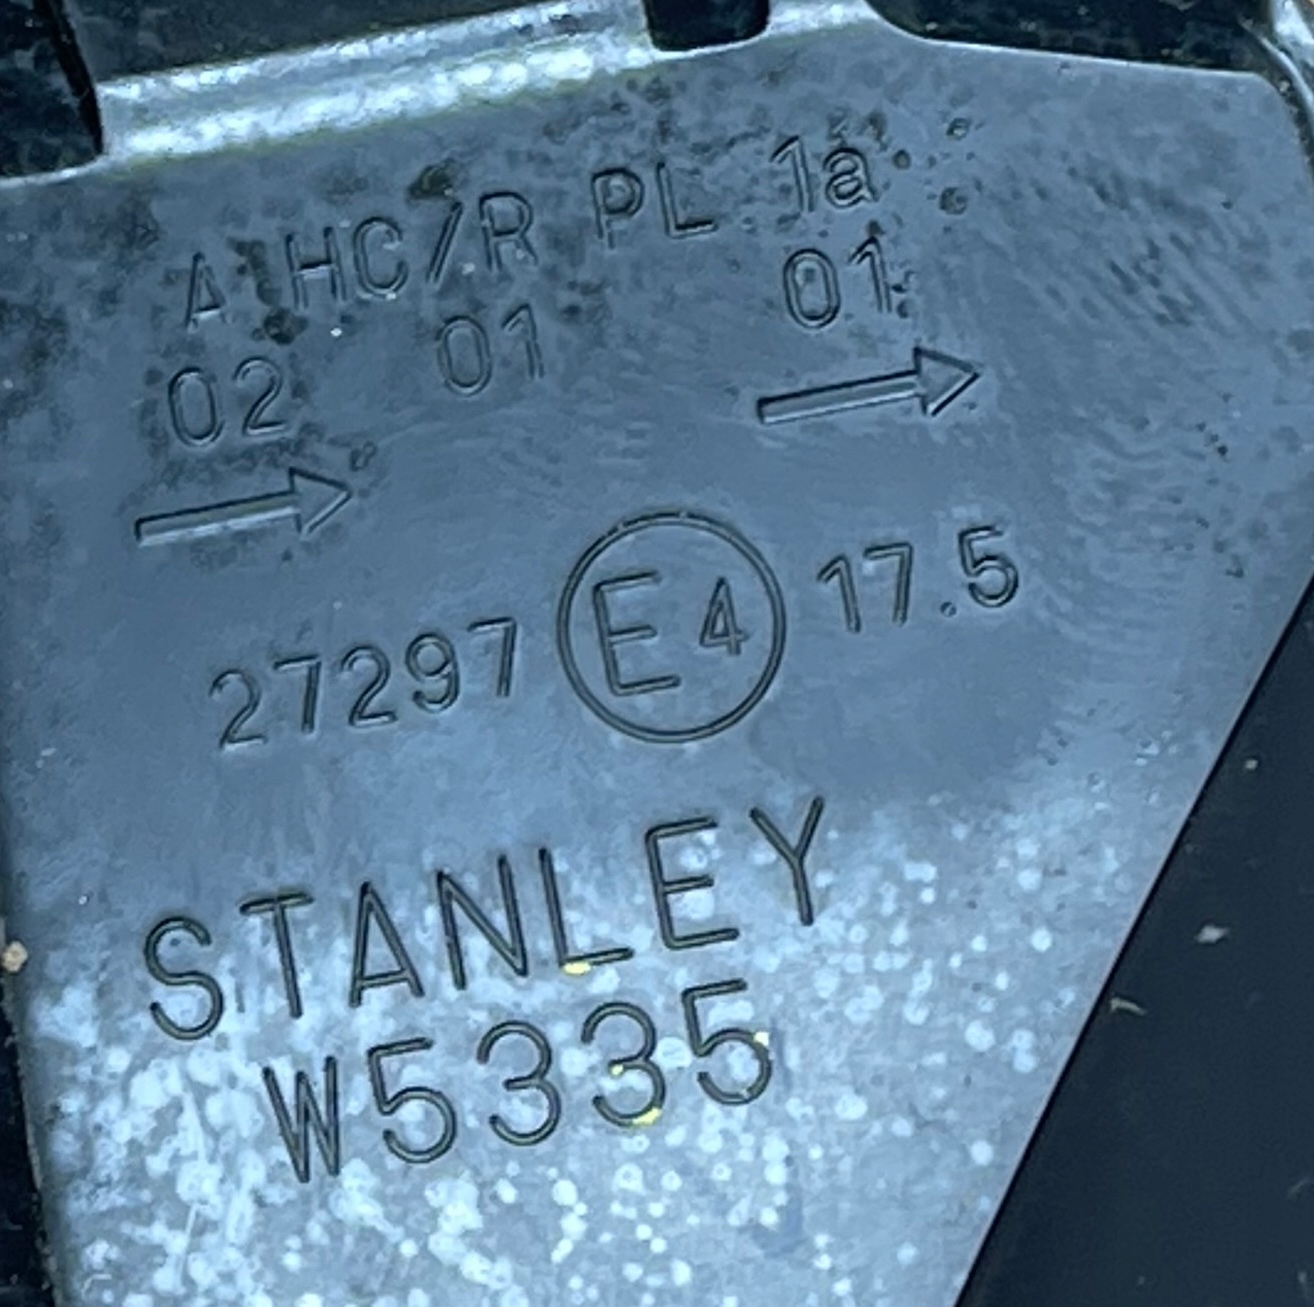 A HC/R PL 1a
02 01 01
→ →
27297 E4 17.5
STANLEY
W5335